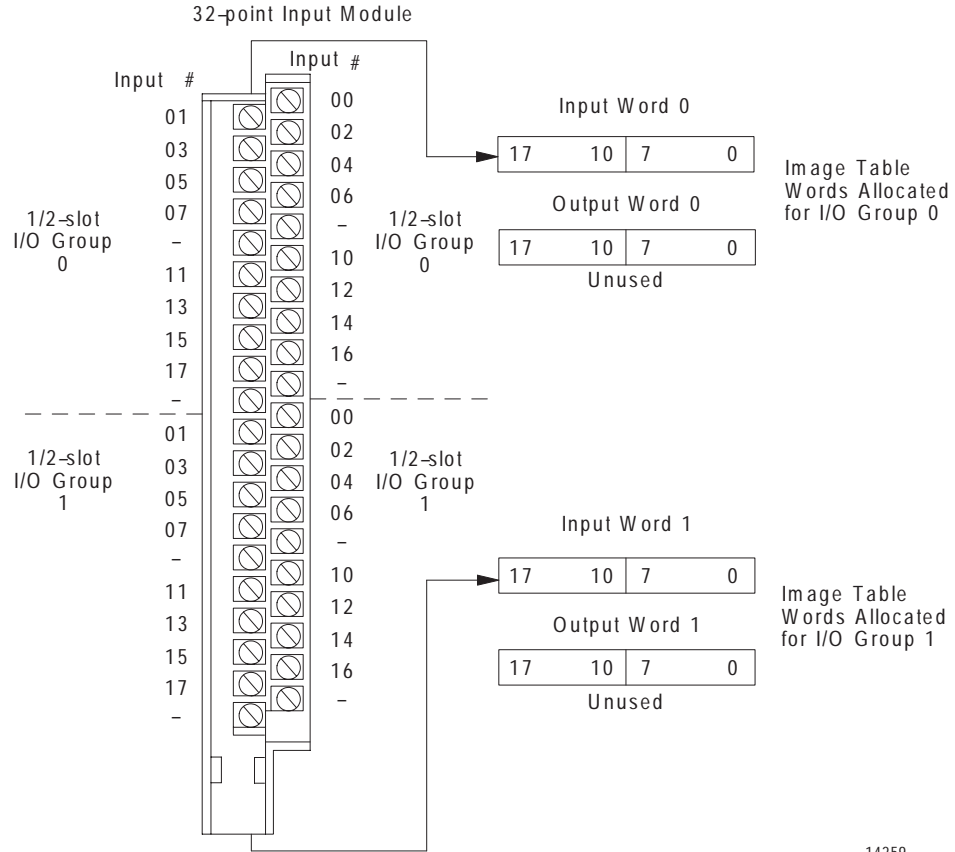 32–point Input Module
Input #
Input #
01
03
05
07
–
11
13
15
17
–
01
03
05
07
–
11
13
15
17
–
00
02
04
06
–
10
12
14
16
–
00
02
04
06
–
10
12
14
16
–
1/2–slot
I/O Group
0
1/2–slot
I/O Group
0
1/2–slot
I/O Group
1
1/2–slot
I/O Group
1
Input Word 0
17 10 7 0
Output Word 0
17 10 7 0
Unused
Image Table
Words Allocated
for I/O Group 0
Input Word 1
17 10 7 0
Output Word 1
17 10 7 0
Unused
Image Table
Words Allocated
for I/O Group 1